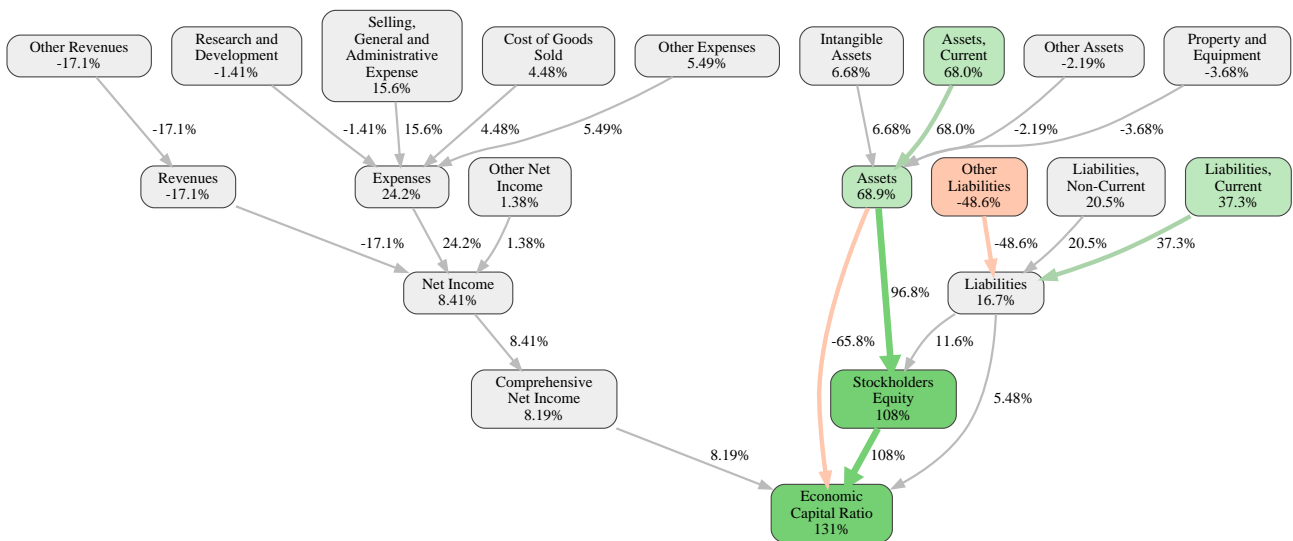 Other Revenues
-17.1%
Research and
Development
-1.41%
Selling,
General and
Administrative
Expense
15.6%
Cost of Goods
Sold
4.48%
Other Expenses
5.49%
Intangible
Assets
6.68%
Assets,
Current
68.0%
Other Assets
-2.19%
Property and
Equipment
-3.68%
-17.1%
-1.41%
15.6%
4.48%
5.49%
6.68%
68.0%
-2.19%
-3.68%
Revenues
-17.1%
Expenses
24.2%
Other Net
Income
1.38%
Assets
68.9%
Other
Liabilities
-48.6%
Liabilities,
Non-Current
20.5%
Liabilities,
Current
37.3%
-17.1%
24.2%
1.38%
-48.6%
20.5%
37.3%
Net Income
8.41%
96.8%
Liabilities
16.7%
8.41%
-65.8%
11.6%
Comprehensive
Net Income
8.19%
Stockholders
Equity
108%
5.48%
8.19%
108%
Economic
Capital Ratio
131%